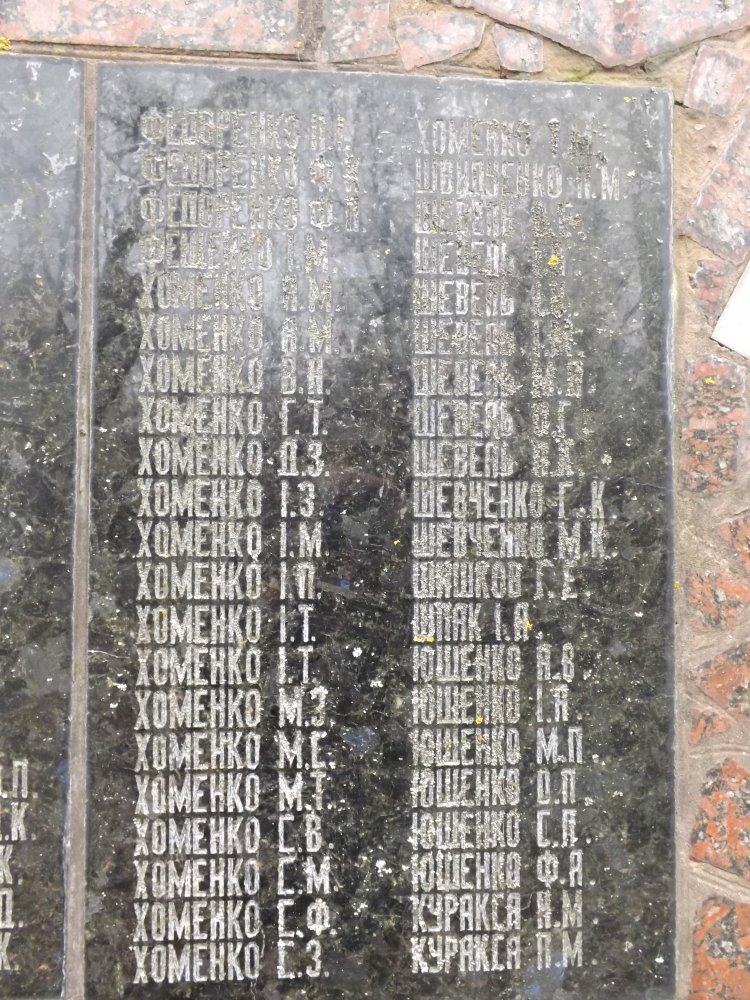 ФЕДОРЕНКО П.І.
ФЕДОРЕНКО Ф.К.
ФЕДОРЕНКО Ф.П.
ФЕЩЕНКО І.М.
ХОМЕНКО Я.М.
ХОМЕНКО А.М.
ХОМЕНКО В.Н.
ХОМЕНКО Г.Т.
ХОМЕНКО Д.З.
ХОМЕНКО І.З.
ХОМЕНКО І.М.
ХОМЕНКО І.П.
ХОМЕНКО І.Т.
ХОМЕНКО І.Т.
ХОМЕНКО М.З.
ХОМЕНКО М.С.
ХОМЕНКО М.Т.
ХОМЕНКО С.В.
ХОМЕНКО С.М.
ХОМЕНКО С.Ф.
ХОМЕНКО С.З.
ХОМЕНКО
ШВИДЧЕНКО
ШЕВЕЛЬ
ШЕВЕЛЬ
ШЕВЕЛЬ
ШЕВЕЛЬ
ШЕВЕЛЬ
ШЕВЕЛЬ О.Г.
ШЕВЕЛЬ
ШЕВЧЕНКО Г.К.
ШЕВЧЕНКО М.К.
ШИШКОВ Г.Е.
ШПАК І.А.
ЮЩЕНКО А.В.
ЮЩЕНКО І.Я.
ЮЩЕНКО М.П.
ЮЩЕНКО О.П.
ЮЩЕНКО С.П.
ЮЩЕНКО Ф.Я.
КУРАКСА Я.М.
КУРАКСА П.М.